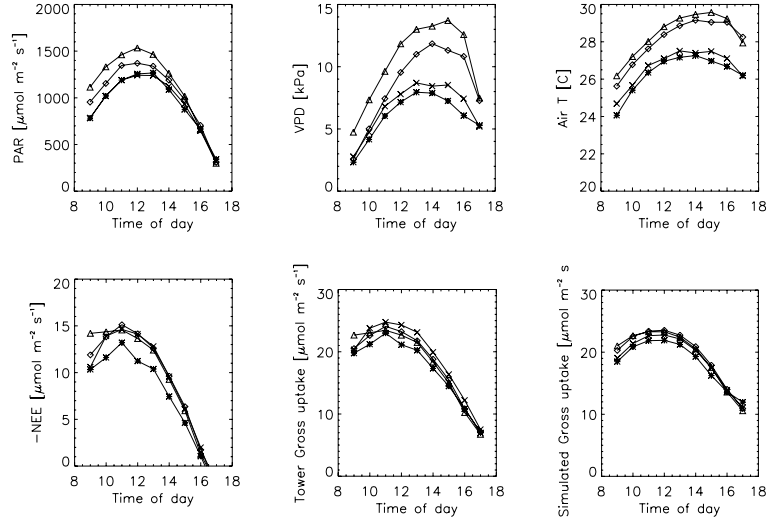 PAR [μmol m⁻² s⁻¹]
2000
1500
1000
500
0
8 10 12 14 16 18
Time of day
VPD [kPa]
15
10
5
0
8 10 12 14 16 18
Time of day
Air T [C]
30
28
26
24
22
20
8 10 12 14 16 18
Time of day
-NEE [μmol m⁻² s⁻¹]
20
15
10
5
0
8 10 12 14 16 18
Time of day
Tower Gross uptake [μmol m⁻² s⁻¹]
30
20
10
0
8 10 12 14 16 18
Time of day
Simulated Gross uptake [μmol m⁻² s
30
20
10
0
8 10 12 14 16 18
Time of day